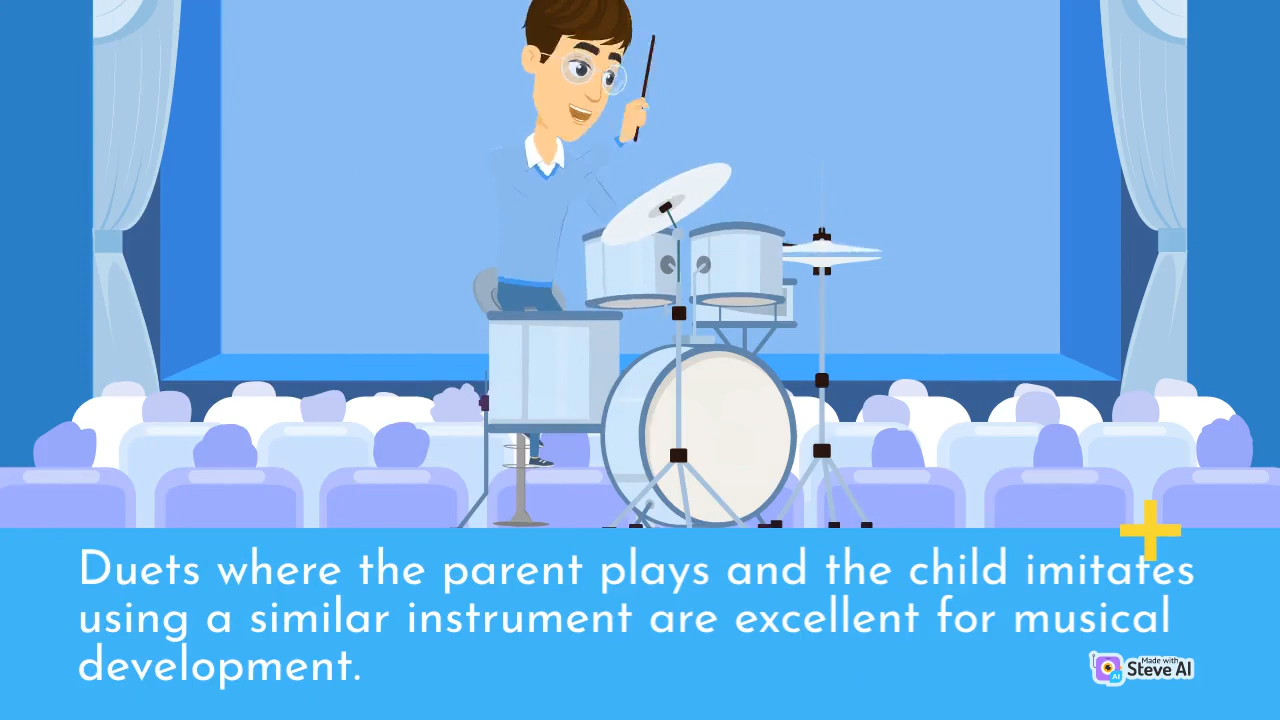 Duets where the parent plays and the child imitates
using a similar instrument are excellent for musical
development.
Made with
Steve AI
AI